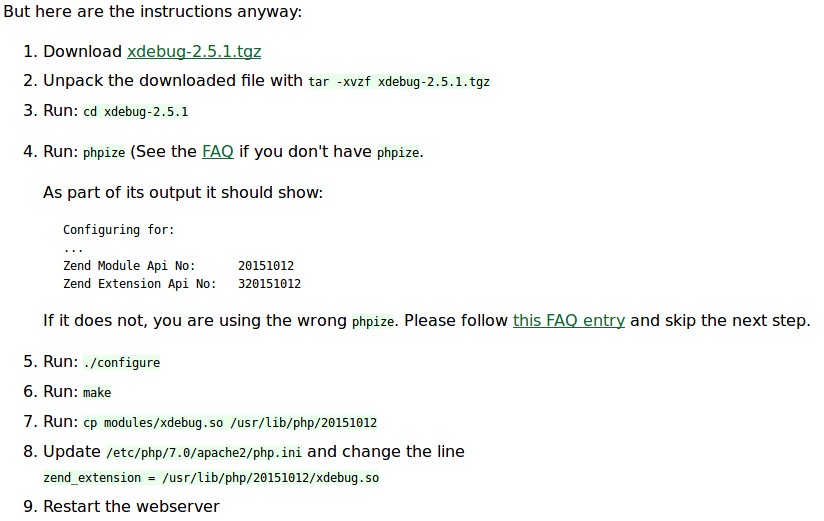 But here are the instructions anyway:
1. Download xdebug-2.5.1.tgz
2. Unpack the downloaded file with tar -xvzf xdebug-2.5.1.tgz
3. Run: cd xdebug-2.5.1
4. Run: phpize (See the FAQ if you don't have phpize.
As part of its output it should show:
Configuring for:
...
Zend Module Api No:      20151012
Zend Extension Api No:   320151012
If it does not, you are using the wrong phpize. Please follow this FAQ entry and skip the next step.
5. Run: ./configure
6. Run: make
7. Run: cp modules/xdebug.so /usr/lib/php/20151012
8. Update /etc/php/7.0/apache2/php.ini and change the line
zend_extension = /usr/lib/php/20151012/xdebug.so
9. Restart the webserver